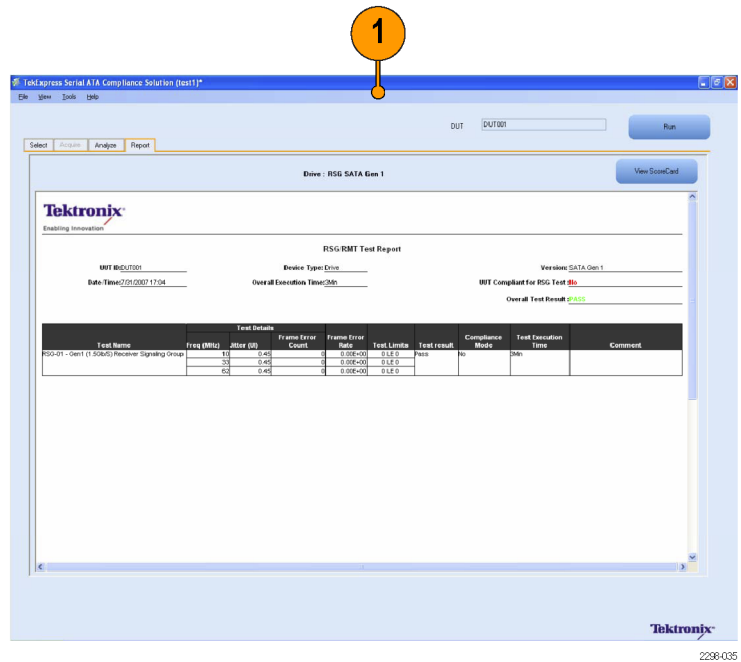 1
TekExpress Serial ATA Compliance Solution (test1)*
File View Tools Help
DUT DUT001 Run
Select Acquire Analyze Report
Drive : RSG SATA Gen 1 View ScoreCard
Tektronix
Enabling Innovation
RSG/RMT Test Report
UUT ID:DUT001 Device Type: Drive Version: SATA Gen 1
Date/Time:7/31/2007 17:04 Overall Execution Time:3Min UUT Compliant for RSG Test :No
Overall Test Result :PASS
Test Details
Test Name Freq (MHz) Jitter (UI) Frame Error Count Frame Error Rate Test Limits Test result Compliance Mode Test Execution Time Comment
RSG-01 - Gen1 (1.5Gb/S) Receiver Signaling Group 10 0.45 0 0.00E+00 0 LE 0 Pass No 3Min
33 0.45 0 0.00E+00 0 LE 0
62 0.45 0 0.00E+00 0 LE 0
Tektronix
2298-035